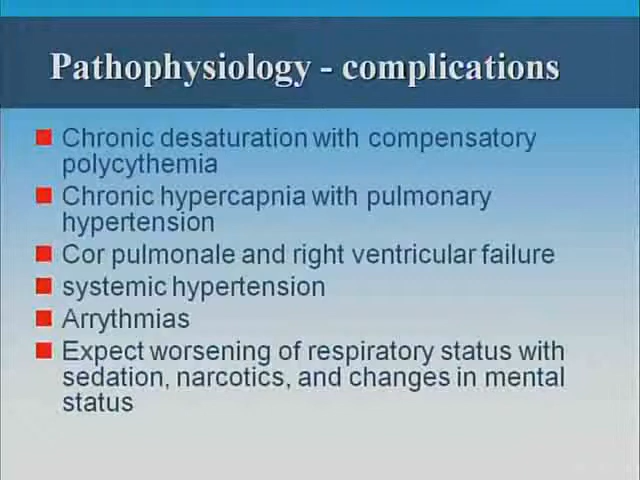 Pathophysiology - complications
Chronic desaturation with compensatory
polycythemia
Chronic hypercapnia with pulmonary
hypertension
Cor pulmonale and right ventricular failure
systemic hypertension
Arrythmias
Expect worsening of respiratory status with
sedation, narcotics, and changes in mental
status